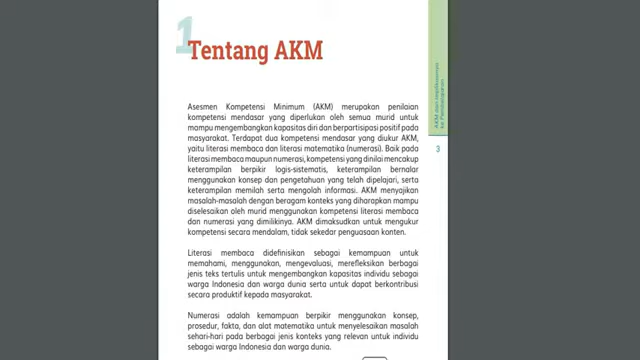 1
Tentang AKM
Asesmen Kompetensi Minimum (AKM) merupakan penilaian
kompetensi mendasar yang diperlukan oleh semua murid untuk
mampu mengembangkan kapasitas diri dan berpartisipasi positif pada
masyarakat. Terdapat dua kompetensi mendasar yang diukur AKM,
yaitu literasi membaca dan literasi matematika (numerasi). Baik pada
literasi membaca maupun numerasi, kompetensi yang dinilai mencakup
keterampilan berpikir logis-sistematis, keterampilan bernalar
menggunakan konsep dan pengetahuan yang telah dipelajari, serta
keterampilan memilah serta mengolah informasi. AKM menyajikan
masalah-masalah dengan beragam konteks yang diharapkan mampu
diselesaikan oleh murid menggunakan kompetensi literasi membaca
dan numerasi yang dimilikinya. AKM dimaksudkan untuk mengukur
kompetensi secara mendalam, tidak sekedar penguasaan konten.
Literasi membaca didefinisikan sebagai kemampuan untuk
memahami, menggunakan, mengevaluasi, merefleksikan berbagai
jenis teks tertulis untuk mengembangkan kapasitas individu sebagai
warga Indonesia dan warga dunia serta untuk dapat berkontribusi
secara produktif kepada masyarakat.
Numerasi adalah kemampuan berpikir menggunakan konsep,
prosedur, fakta, dan alat matematika untuk menyelesaikan masalah
sehari-hari pada berbagai jenis konteks yang relevan untuk individu
sebagai warga Indonesia dan warga dunia.
AKM dan Implikasinya
ke Pembelajaran
3